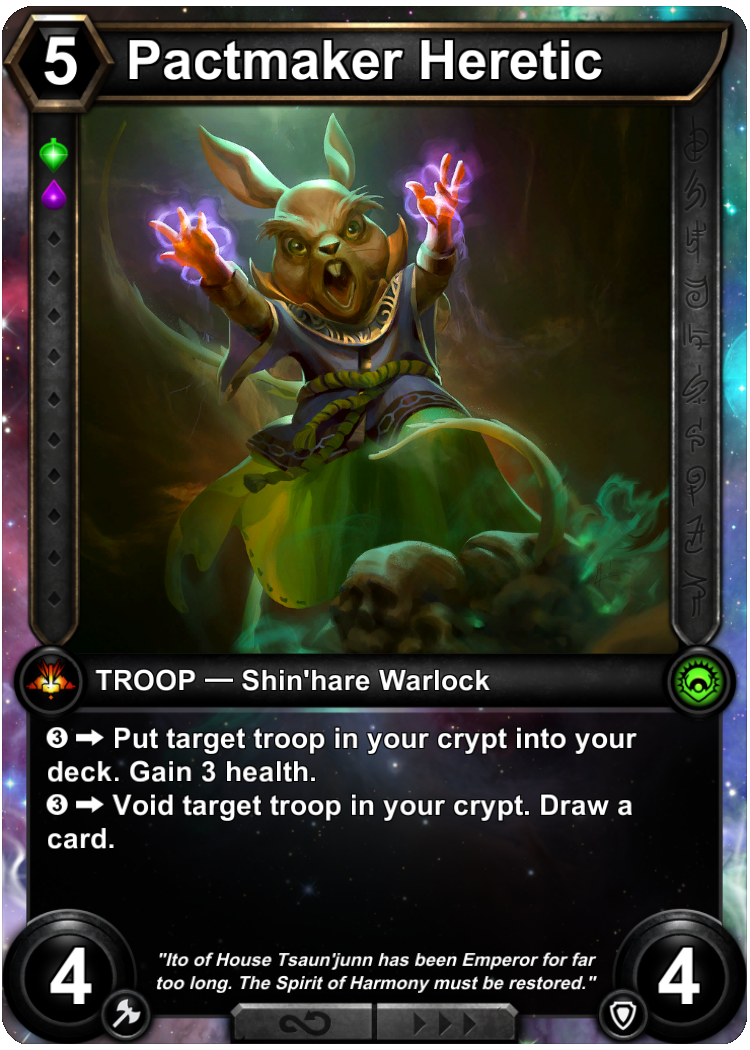 5 Pactmaker Heretic
TROOP — Shin'hare Warlock
3 ➡ Put target troop in your crypt into your
deck. Gain 3 health.
3 ➡ Void target troop in your crypt. Draw a
card.
"Ito of House Tsaun'junn has been Emperor for far
too long. The Spirit of Harmony must be restored."
4 4